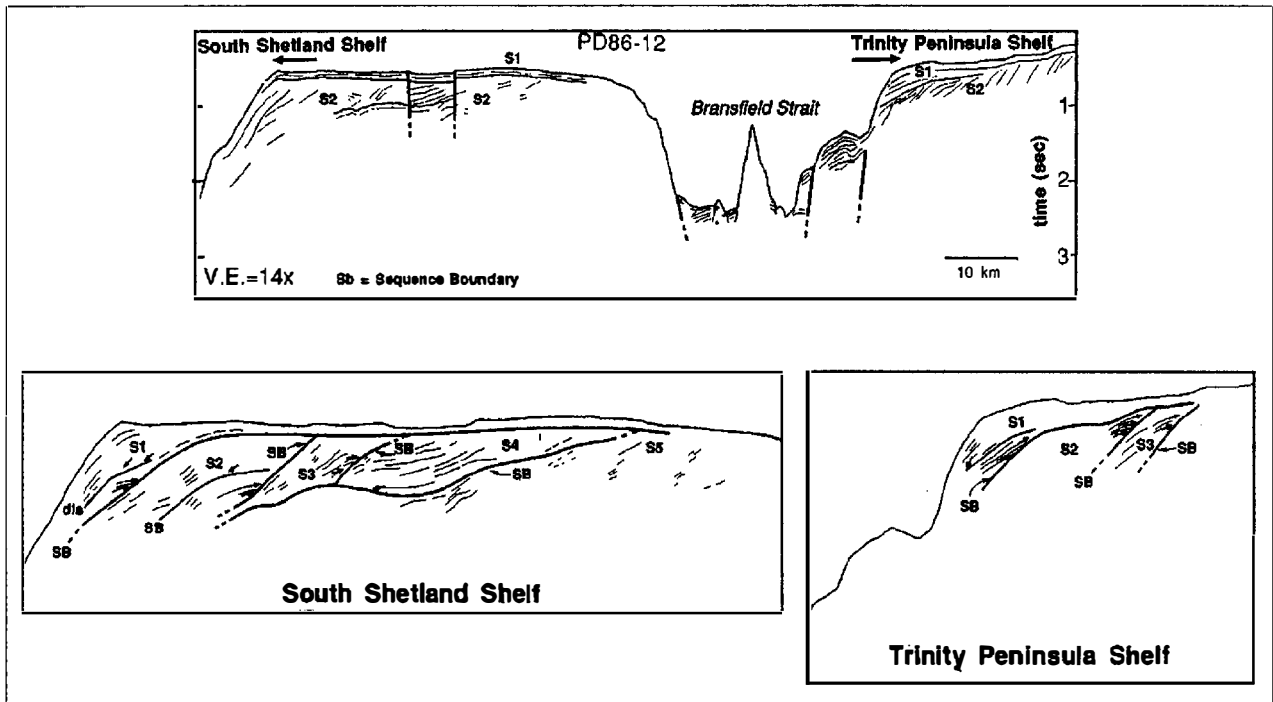 PD86-12
South Shetland Shelf
Trinity Peninsula Shelf
S1
S1
S2
S2
S2
Bransfield Strait
1
2
3
time (sec)
10 km
V.E.=14x
Sb = Sequence Boundary
S1
S2
SB
S3
SB
S4
S5
SB
dls
SB
SB
South Shetland Shelf
S1
S2
S3
SB
SB
SB
Trinity Peninsula Shelf